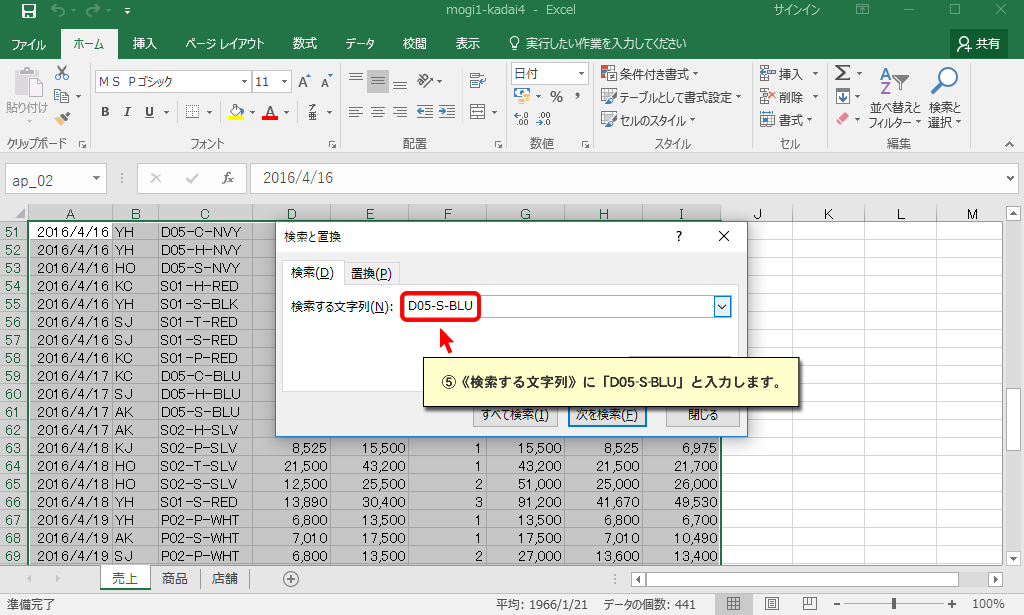 mogi1-kadai4 - Excel
サインイン
ファイル ホーム 挿入 ページ レイアウト 数式 データ 校閲 表示 実行したい作業を入力してください 共有
貼り付け
ＭＳ Ｐゴシック 11
B I U
日付
% ,
条件付き書式
テーブルとして書式設定
セルのスタイル
挿入
削除
書式
並べ替えと
フィルター
検索と
選択
クリップボード フォント 配置 数値 スタイル セル 編集
ap_02 fx 2016/4/16
A B C D E F G H I J K L M
51 2016/4/16 YH D05-C-NVY
52 2016/4/16 YH D05-H-NVY
53 2016/4/16 HO D05-S-NVY
54 2016/4/16 KC S01-H-RED
55 2016/4/16 YH S01-S-BLK
56 2016/4/16 SJ S01-T-RED
57 2016/4/16 SJ S01-S-RED
58 2016/4/16 KC S01-P-RED
59 2016/4/17 KC D05-C-BLU
60 2016/4/17 SJ D05-H-BLU
61 2016/4/17 AK D05-S-BLU
62 2016/4/17 AK S02-H-SLV
63 2016/4/18 KJ S02-P-SLV 8,525 15,500 1 15,500 8,525 6,975
64 2016/4/18 HO S02-T-SLV 21,500 43,200 1 43,200 21,500 21,700
65 2016/4/18 HO S02-S-SLV 12,500 25,500 2 51,000 25,000 26,000
66 2016/4/18 YH S01-S-RED 13,890 30,400 3 91,200 41,670 49,530
67 2016/4/19 YH P02-P-WHT 6,800 13,500 1 13,500 6,800 6,700
68 2016/4/19 AK P02-S-WHT 7,010 17,500 1 17,500 7,010 10,490
69 2016/4/19 SJ P02-P-WHT 6,800 13,500 2 27,000 13,600 13,400
検索と置換 ?
検索(D) 置換(P)
検索する文字列(N): D05-S-BLU
⑤《検索する文字列》に「D05-S-BLU」と入力します。
すべて検索(I) 次を検索(F) 閉じる
売上 商品 店舗
準備完了 平均: 1966/1/21 データの個数: 441 100%